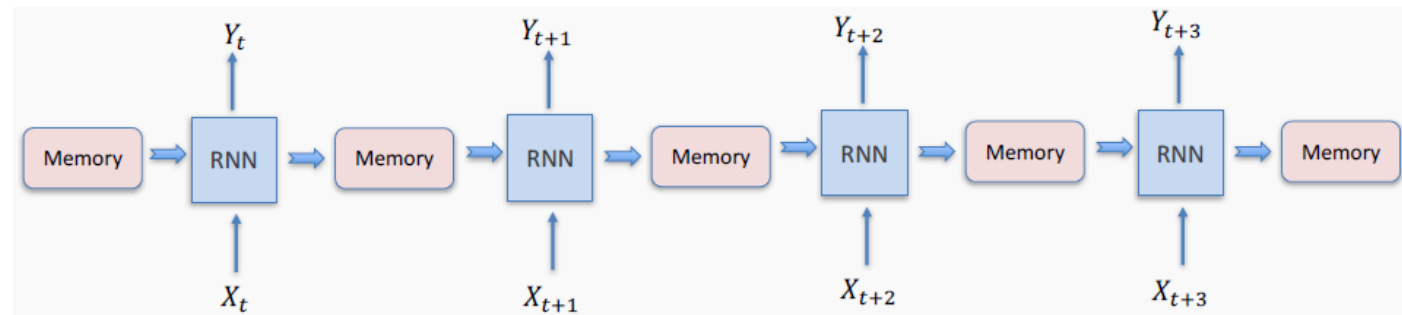 Y_t Y_{t+1} Y_{t+2} Y_{t+3}
Memory RNN Memory RNN Memory RNN Memory RNN Memory
X_t X_{t+1} X_{t+2} X_{t+3}